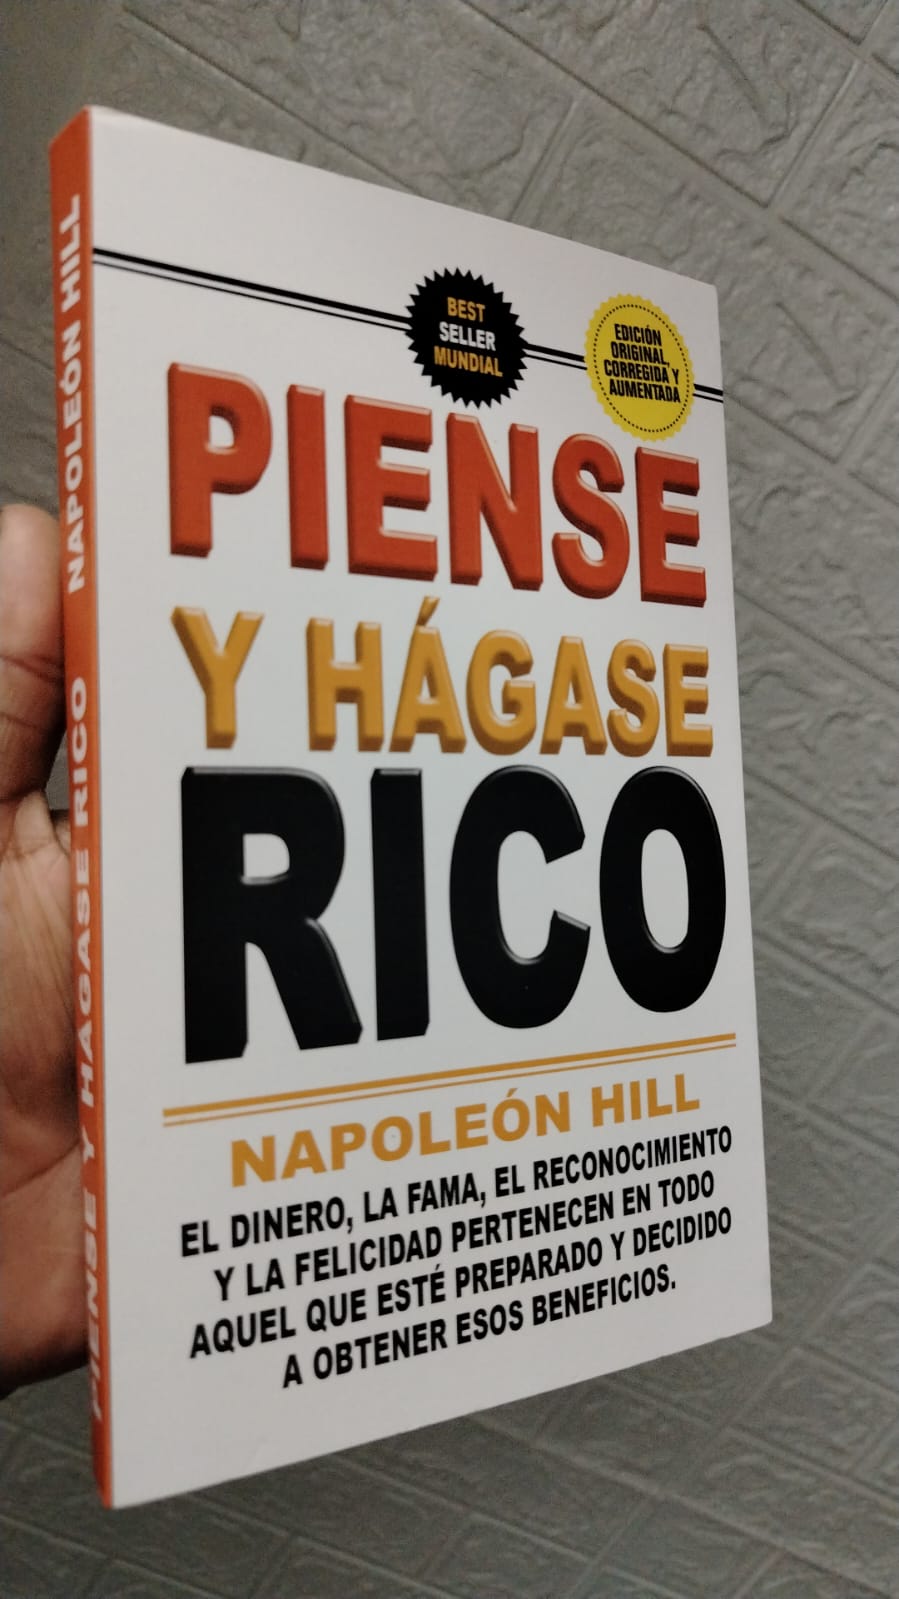 NAPOLEÓN HILL
PIENSE Y HÁGASE RICO
BEST
SELLER
MUNDIAL
EDICIÓN
ORIGINAL,
CORREGIDA Y
AUMENTADA
PIENSE
Y HÁGASE
RICO
NAPOLEÓN HILL
EL DINERO, LA FAMA, EL RECONOCIMIENTO
Y LA FELICIDAD PERTENECEN EN TODO
AQUEL QUE ESTÉ PREPARADO Y DECIDIDO
A OBTENER ESOS BENEFICIOS.